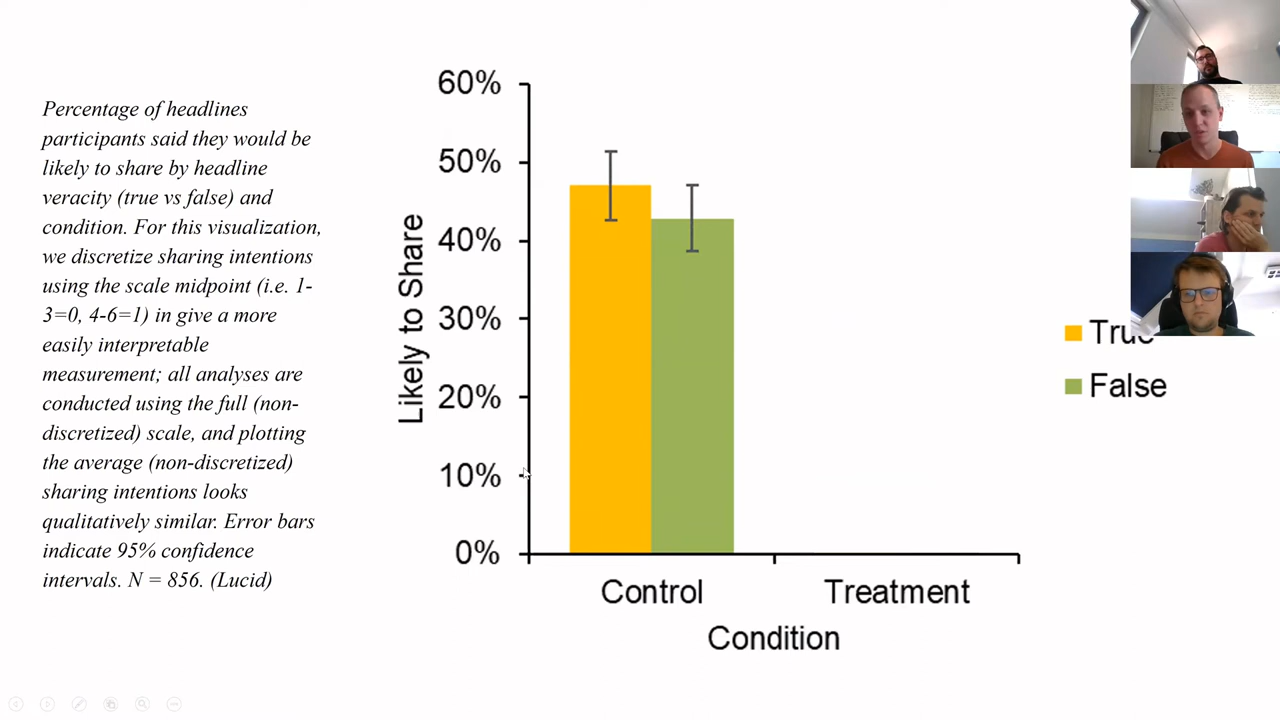 Percentage of headlines
participants said they would be
likely to share by headline
veracity (true vs false) and
condition. For this visualization,
we discretize sharing intentions
using the scale midpoint (i.e. 1-
3=0, 4-6=1) in give a more
easily interpretable
measurement; all analyses are
conducted using the full (non-
discretized) scale, and plotting
the average (non-discretized)
sharing intentions looks
qualitatively similar. Error bars
indicate 95% confidence
intervals. N = 856. (Lucid)
Likely to Share
60%
50%
40%
30%
20%
10%
0%
Control Treatment
Condition
True
False